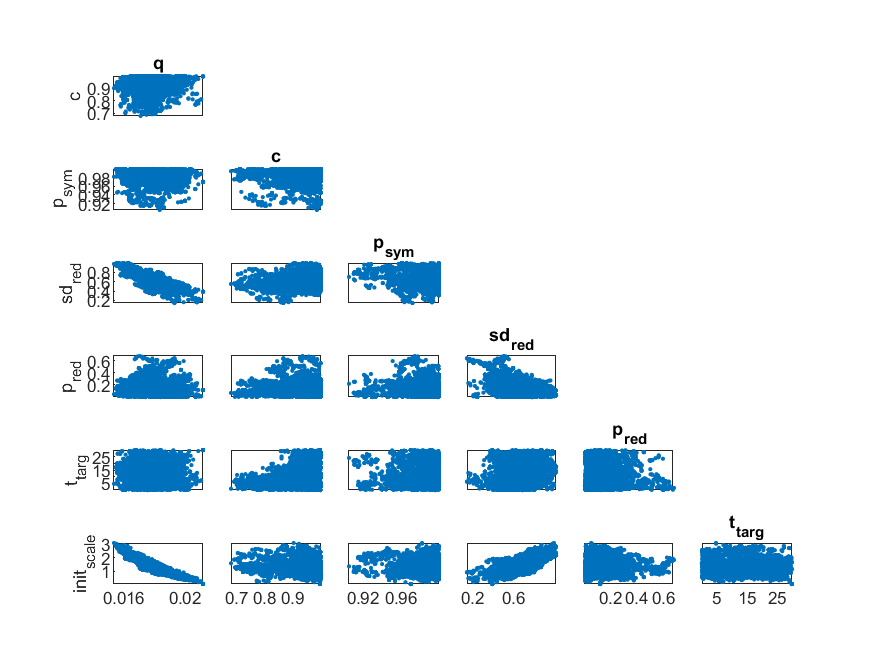 q
c
0.9
0.8
0.7
c
p_sym
0.98
0.96
0.94
0.92
p_sym
sd_red
0.8
0.6
0.4
0.2
sd_red
p_red
0.6
0.4
0.2
p_red
t_targ
25
15
5
t_targ
init_scale
3
2
1
0.016 0.02 0.7 0.8 0.9 0.92 0.96 0.2 0.6 0.2 0.4 0.6 5 15 25